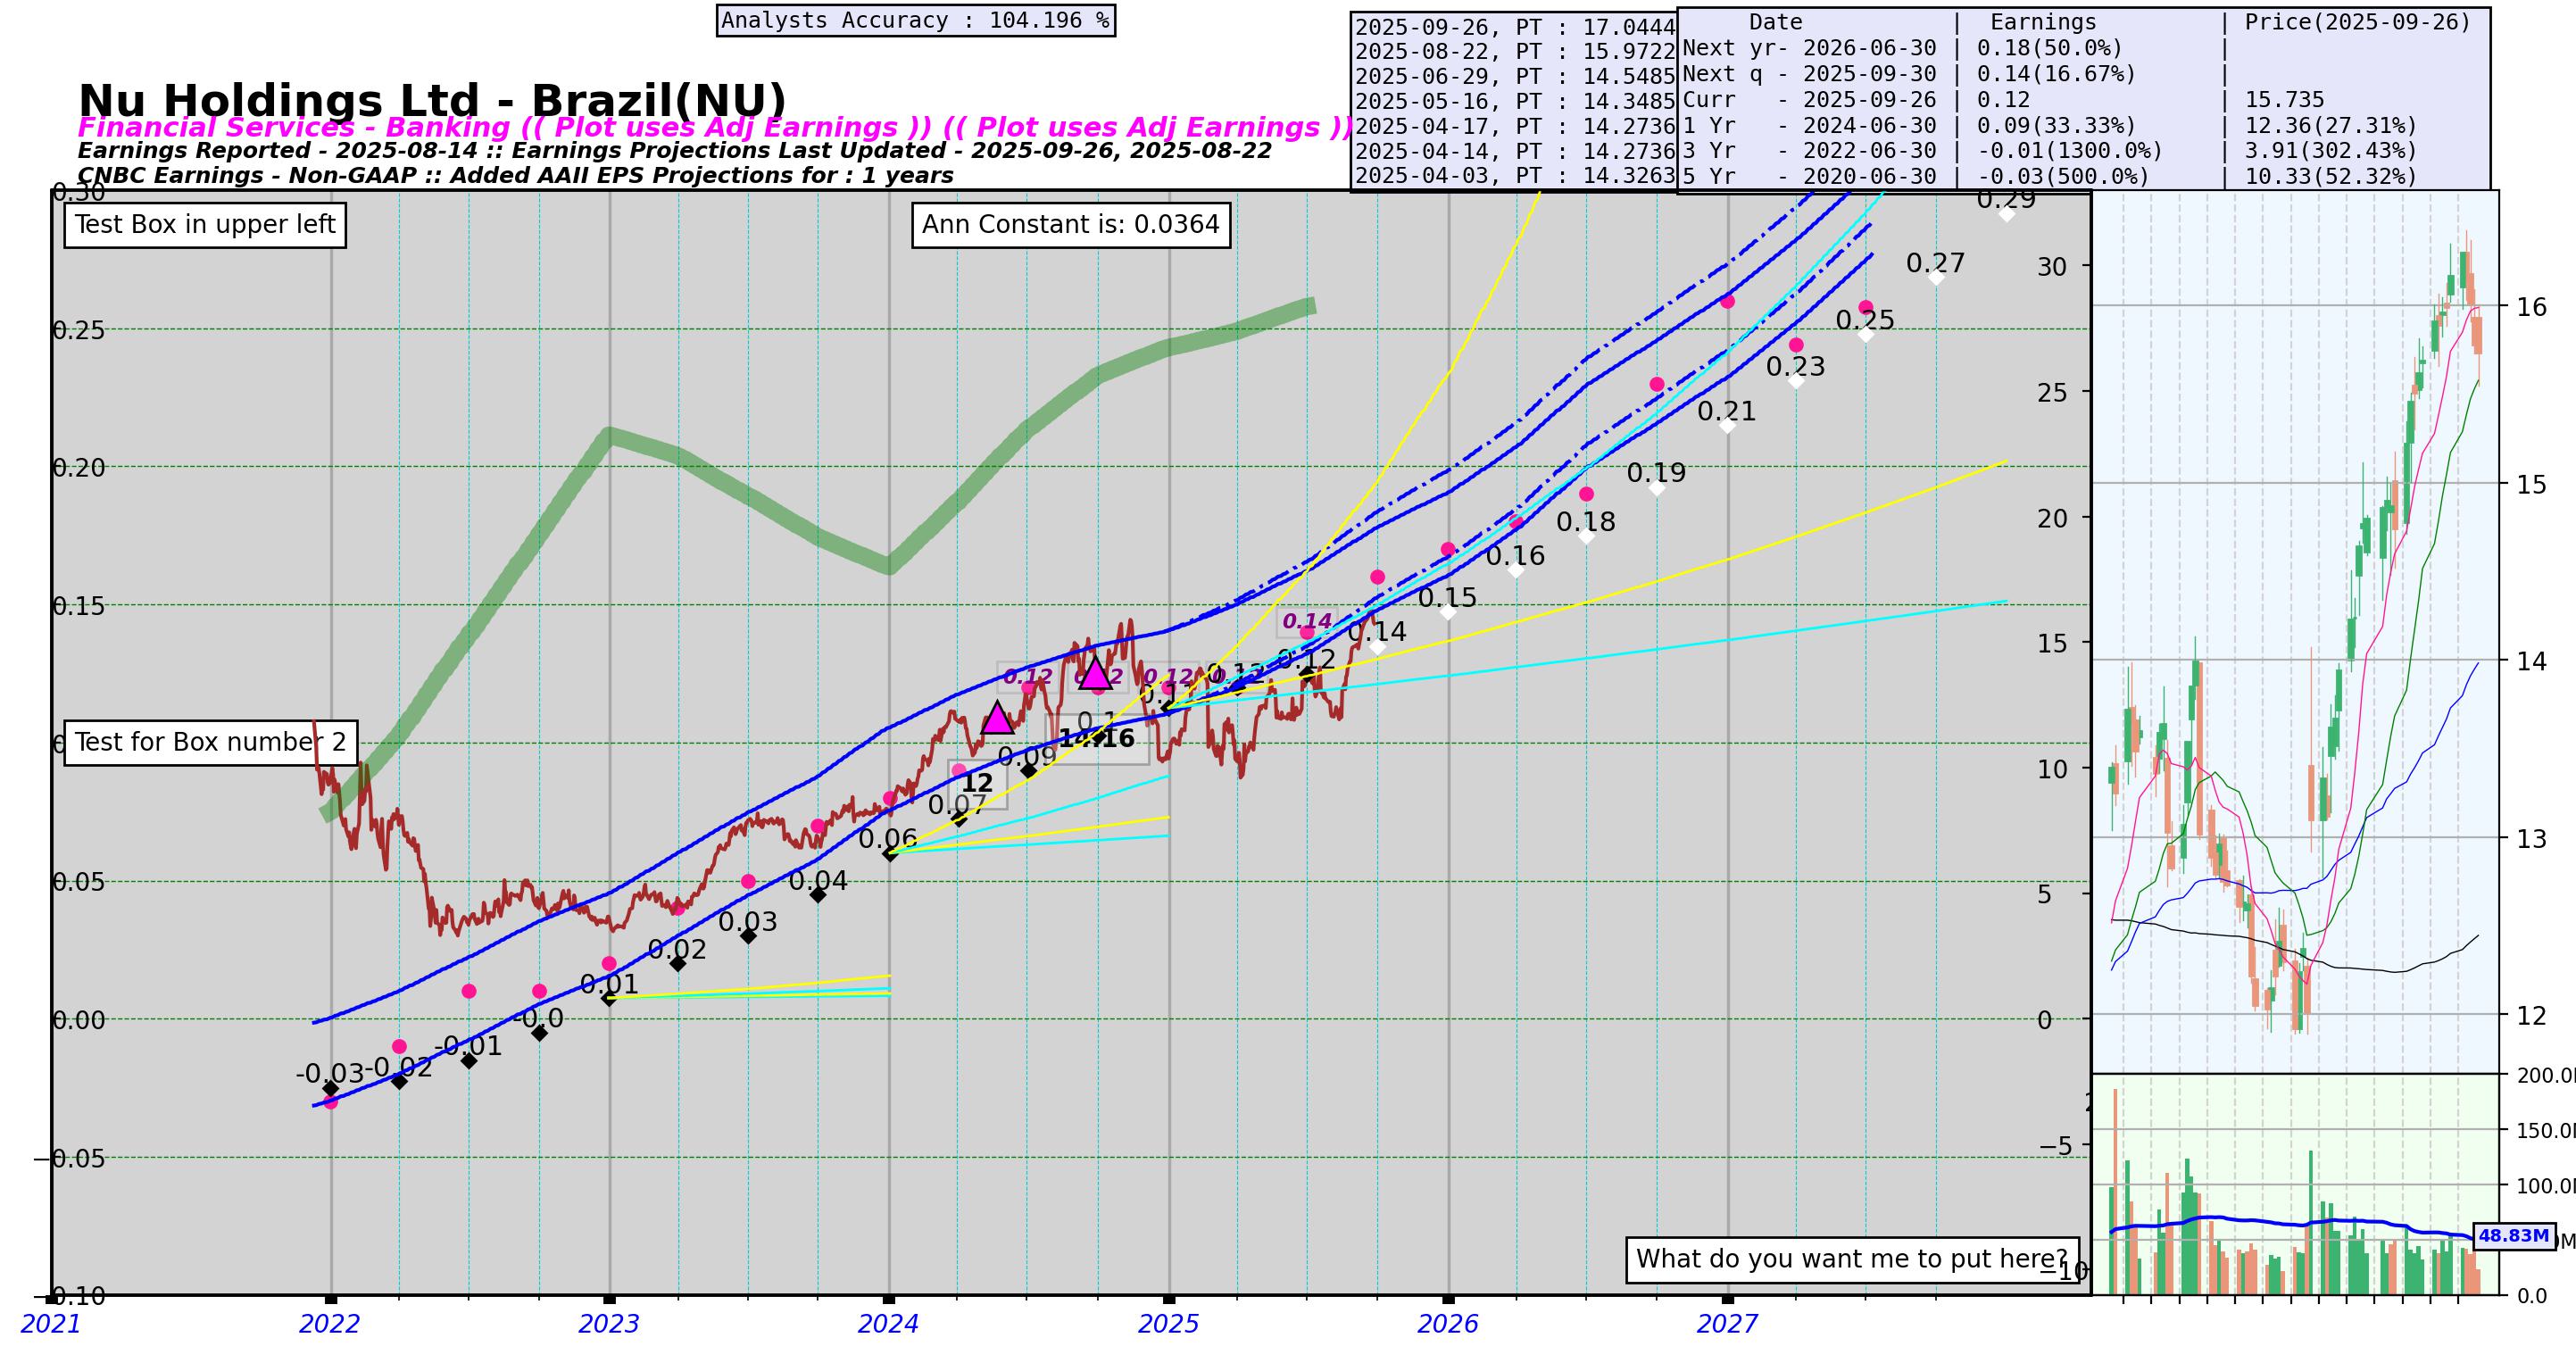 Analysts Accuracy : 104.196 %
Nu Holdings Ltd - Brazil(NU)
Financial Services - Banking (( Plot uses Adj Earnings )) (( Plot uses Adj Earnings ))
Earnings Reported - 2025-08-14 :: Earnings Projections Last Updated - 2025-09-26, 2025-08-22
CNBC Earnings - Non-GAAP :: Added AAII EPS Projections for : 1 years
2025-09-26, PT : 17.0444
2025-08-22, PT : 15.9722
2025-06-29, PT : 14.5485
2025-05-16, PT : 14.3485
2025-04-17, PT : 14.2736
2025-04-14, PT : 14.2736
2025-04-03, PT : 14.3263
Date | Earnings | Price(2025-09-26)
Next yr- 2026-06-30 | 0.18(50.0%) |
Next q - 2025-09-30 | 0.14(16.67%) |
Curr - 2025-09-26 | 0.12 | 15.735
1 Yr - 2024-06-30 | 0.09(33.33%) | 12.36(27.31%)
3 Yr - 2022-06-30 | -0.01(1300.0%) | 3.91(302.43%)
5 Yr - 2020-06-30 | -0.03(500.0%) | 10.33(52.32%)
Test Box in upper left
Ann Constant is: 0.0364
Test for Box number 2
What do you want me to put here?
0.30
0.25
0.20
0.15
0.05
0.00
−0.05
−0.10
-0.03
-0.02
-0.01
-0.0
0.01
0.02
0.03
0.04
0.06
0.07
0.09
0.1
0.12
0.12
0.14
0.15
0.16
0.18
0.19
0.21
0.23
0.25
0.27
0.29
0.12
0.12
0.14
12
14.16
30
25
20
15
10
5
0
−5
−10
16
15
14
13
12
200.0
150.0
100.0
0.0
48.83M
2021
2022
2023
2024
2025
2026
2027